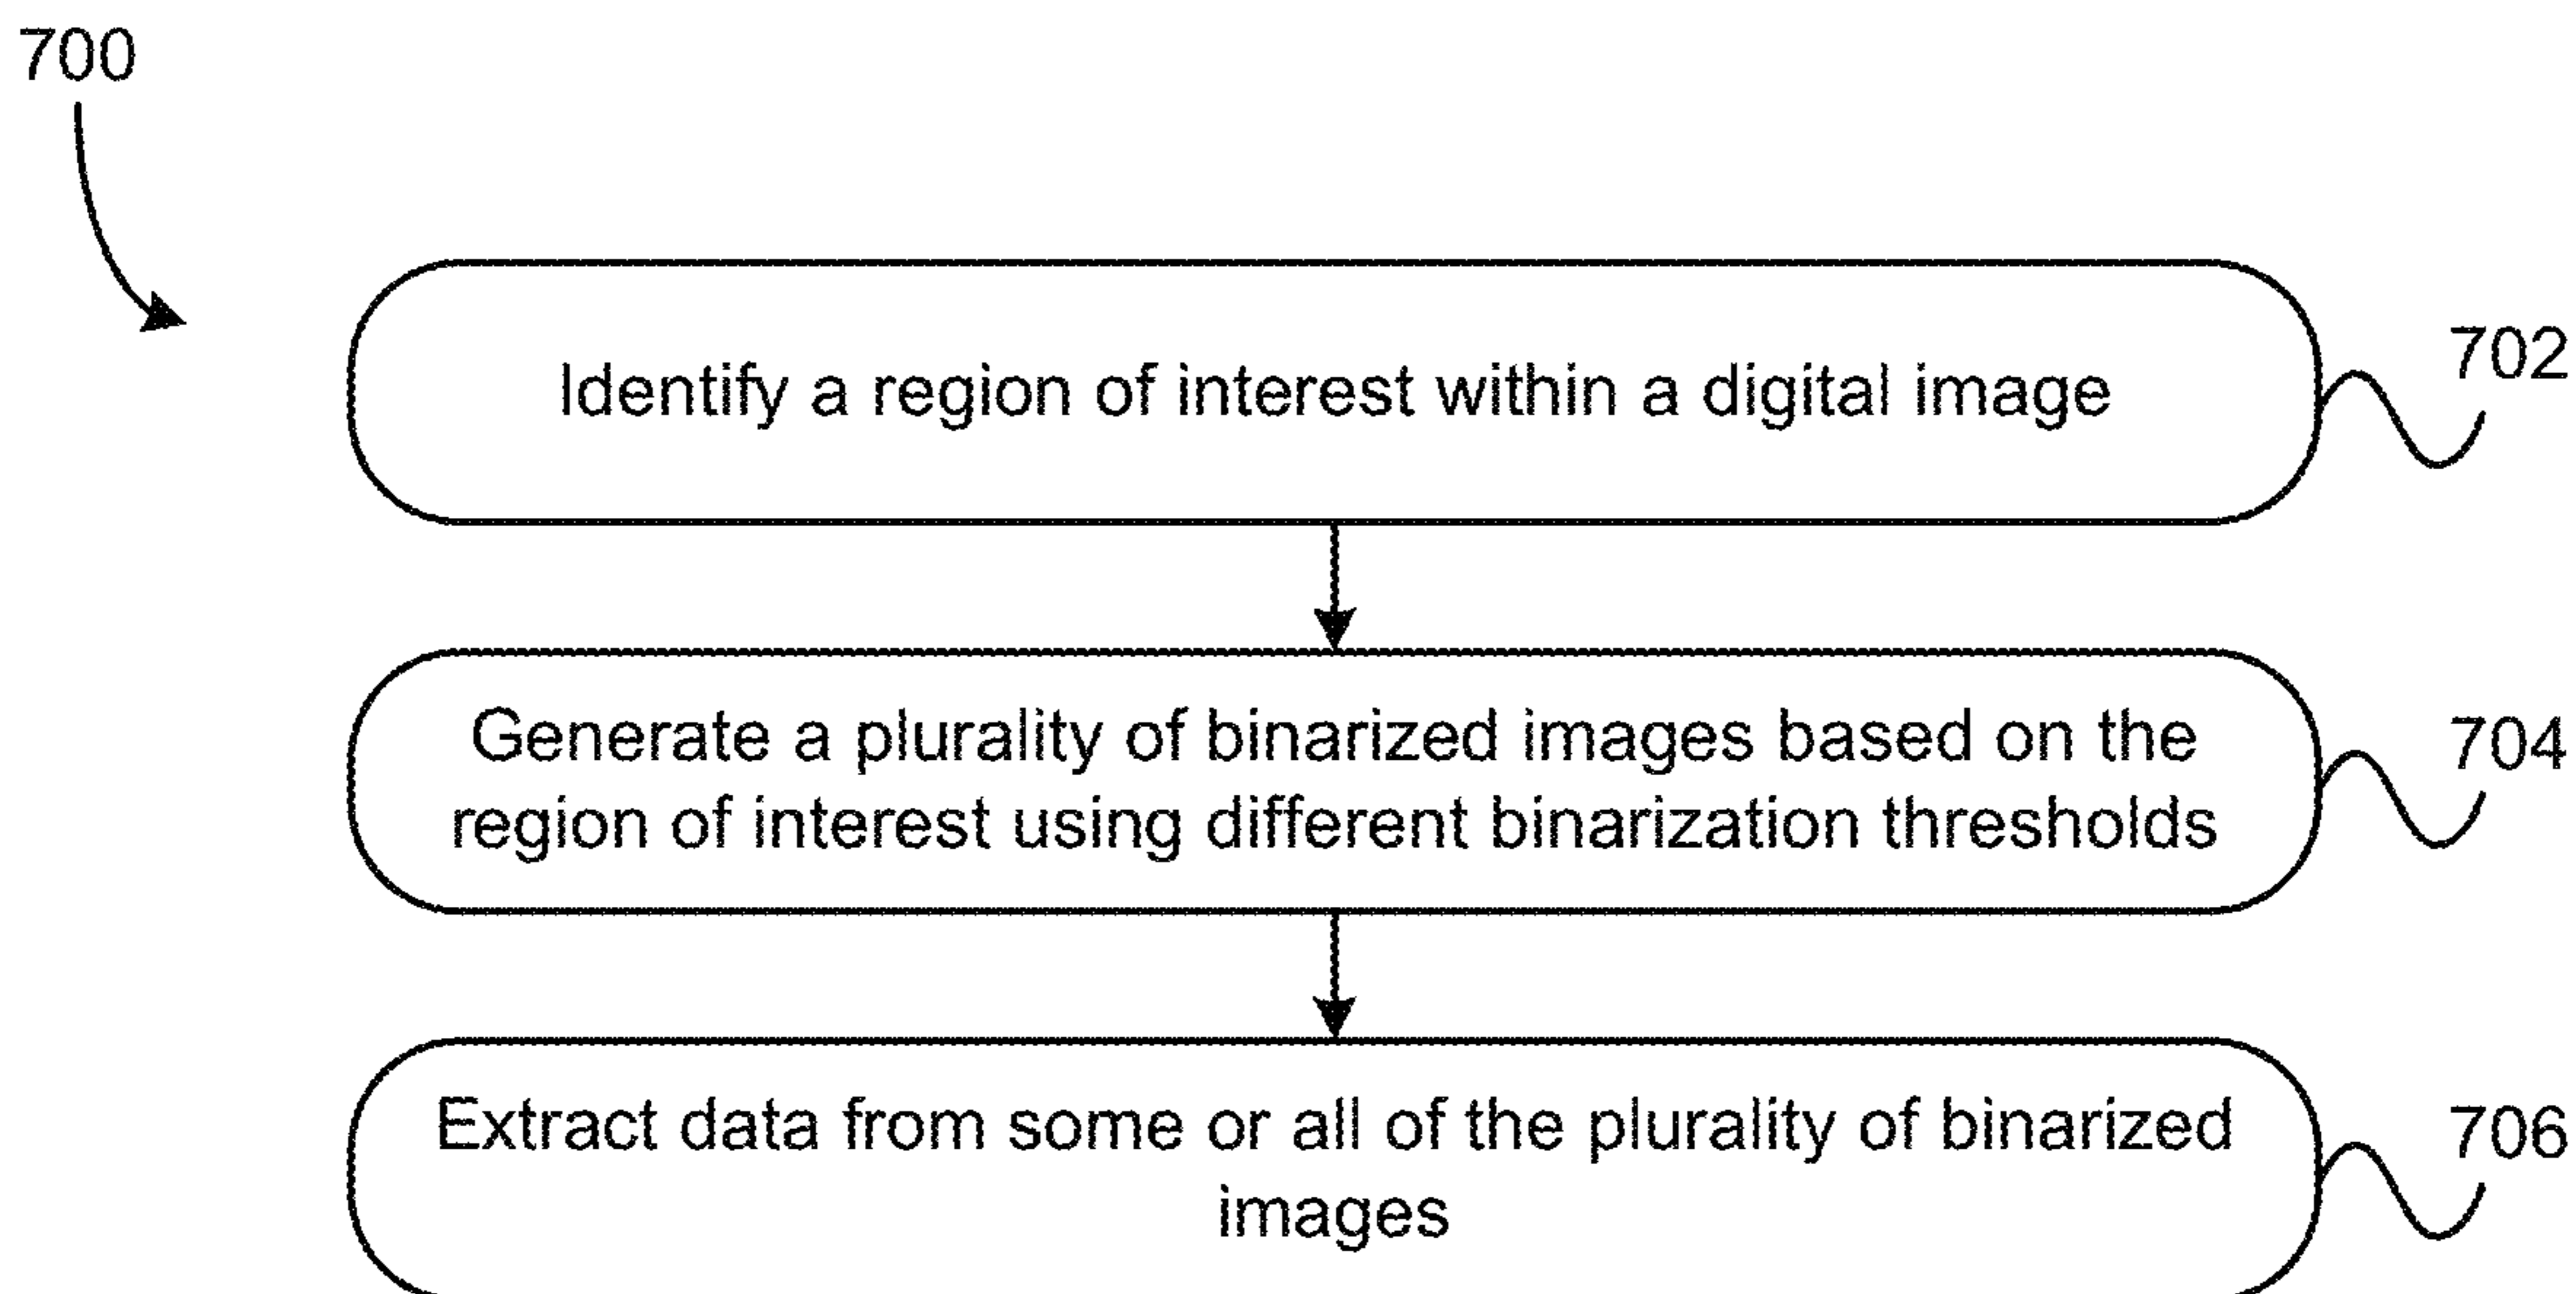 700
Identify a region of interest within a digital image
702
Generate a plurality of binarized images based on the
region of interest using different binarization thresholds
704
Extract data from some or all of the plurality of binarized
images
706